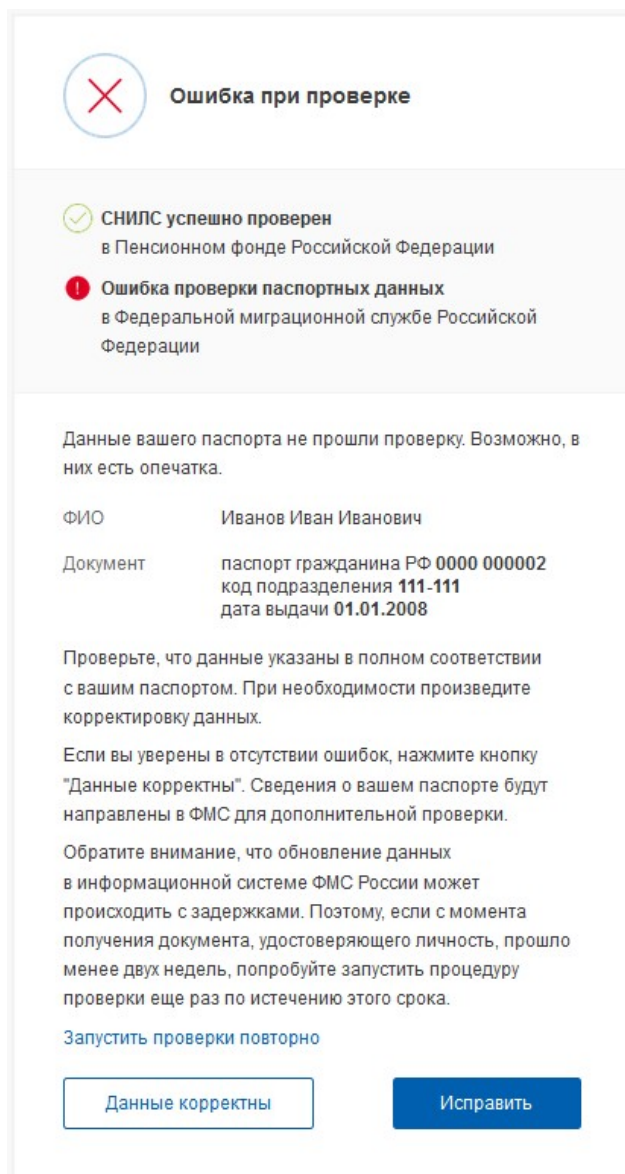 Ошибка при проверке
СНИЛС успешно проверен
в Пенсионном фонде Российской Федерации
Ошибка проверки паспортных данных
в Федеральной миграционной службе Российской
Федерации
Данные вашего паспорта не прошли проверку. Возможно, в
них есть опечатка.
ФИО Иванов Иван Иванович
Документ паспорт гражданина РФ 0000 000002
код подразделения 111-111
дата выдачи 01.01.2008
Проверьте, что данные указаны в полном соответствии
с вашим паспортом. При необходимости произведите
корректировку данных.
Если вы уверены в отсутствии ошибок, нажмите кнопку
"Данные корректны". Сведения о вашем паспорте будут
направлены в ФМС для дополнительной проверки.
Обратите внимание, что обновление данных
в информационной системе ФМС России может
происходить с задержками. Поэтому, если с момента
получения документа, удостоверяющего личность, прошло
менее двух недель, попробуйте запустить процедуру
проверки еще раз по истечению этого срока.
Запустить проверки повторно
Данные корректны Исправить